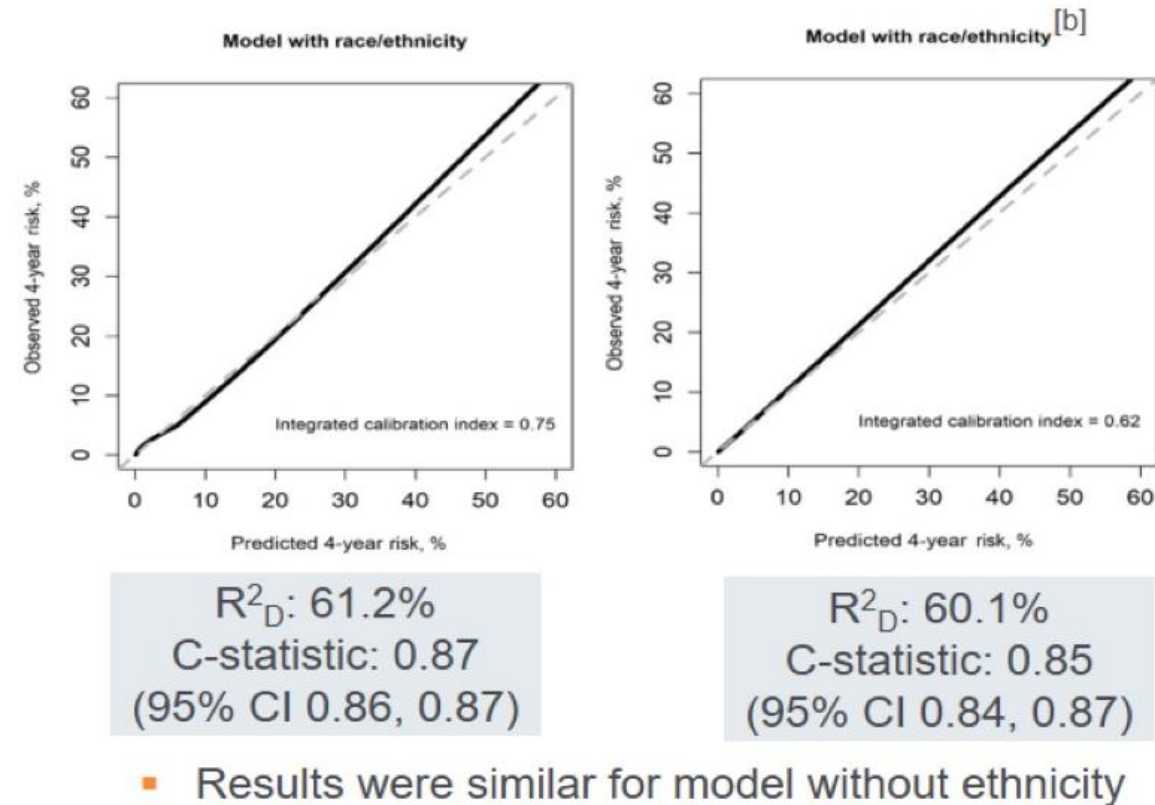 Model with race/ethnicity
Observed 4-year risk, %
60
50
40
30
20
10
0
Integrated calibration index = 0.75
0 10 20 30 40 50 60
Predicted 4-year risk, %
R²D: 61.2%
C-statistic: 0.87
(95% CI 0.86, 0.87)
Model with race/ethnicity[b]
Observed 4-year risk, %
60
50
40
30
20
10
0
Integrated calibration index = 0.62
0 10 20 30 40 50 60
Predicted 4-year risk, %
R²D: 60.1%
C-statistic: 0.85
(95% CI 0.84, 0.87)
▪ Results were similar for model without ethnicity